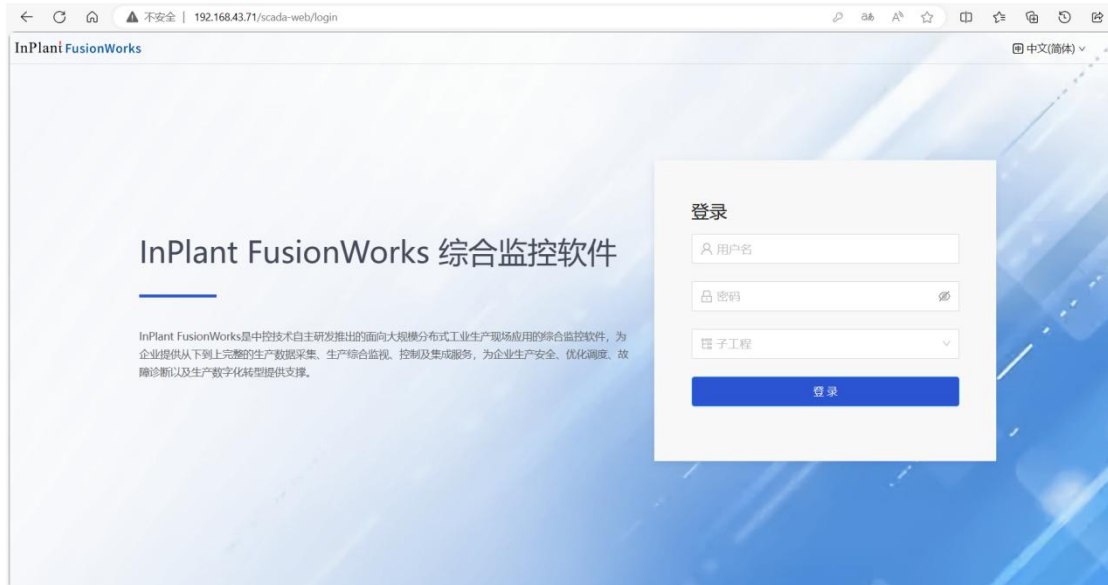 不安全 | 192.168.43.71/scada-web/login
InPlant FusionWorks
中文(简体)
登录
用户名
InPlant FusionWorks 综合监控软件
密码
InPlant FusionWorks是中控技术自主研发推出的面向大规模分布式工业生产现场应用的综合监控软件，为
企业提供从下到上完整的生产数据采集、生产综合监视、控制及集成服务，为企业生产安全、优化调度、故
障诊断以及生产数字化转型提供支撑。
子工程
登录